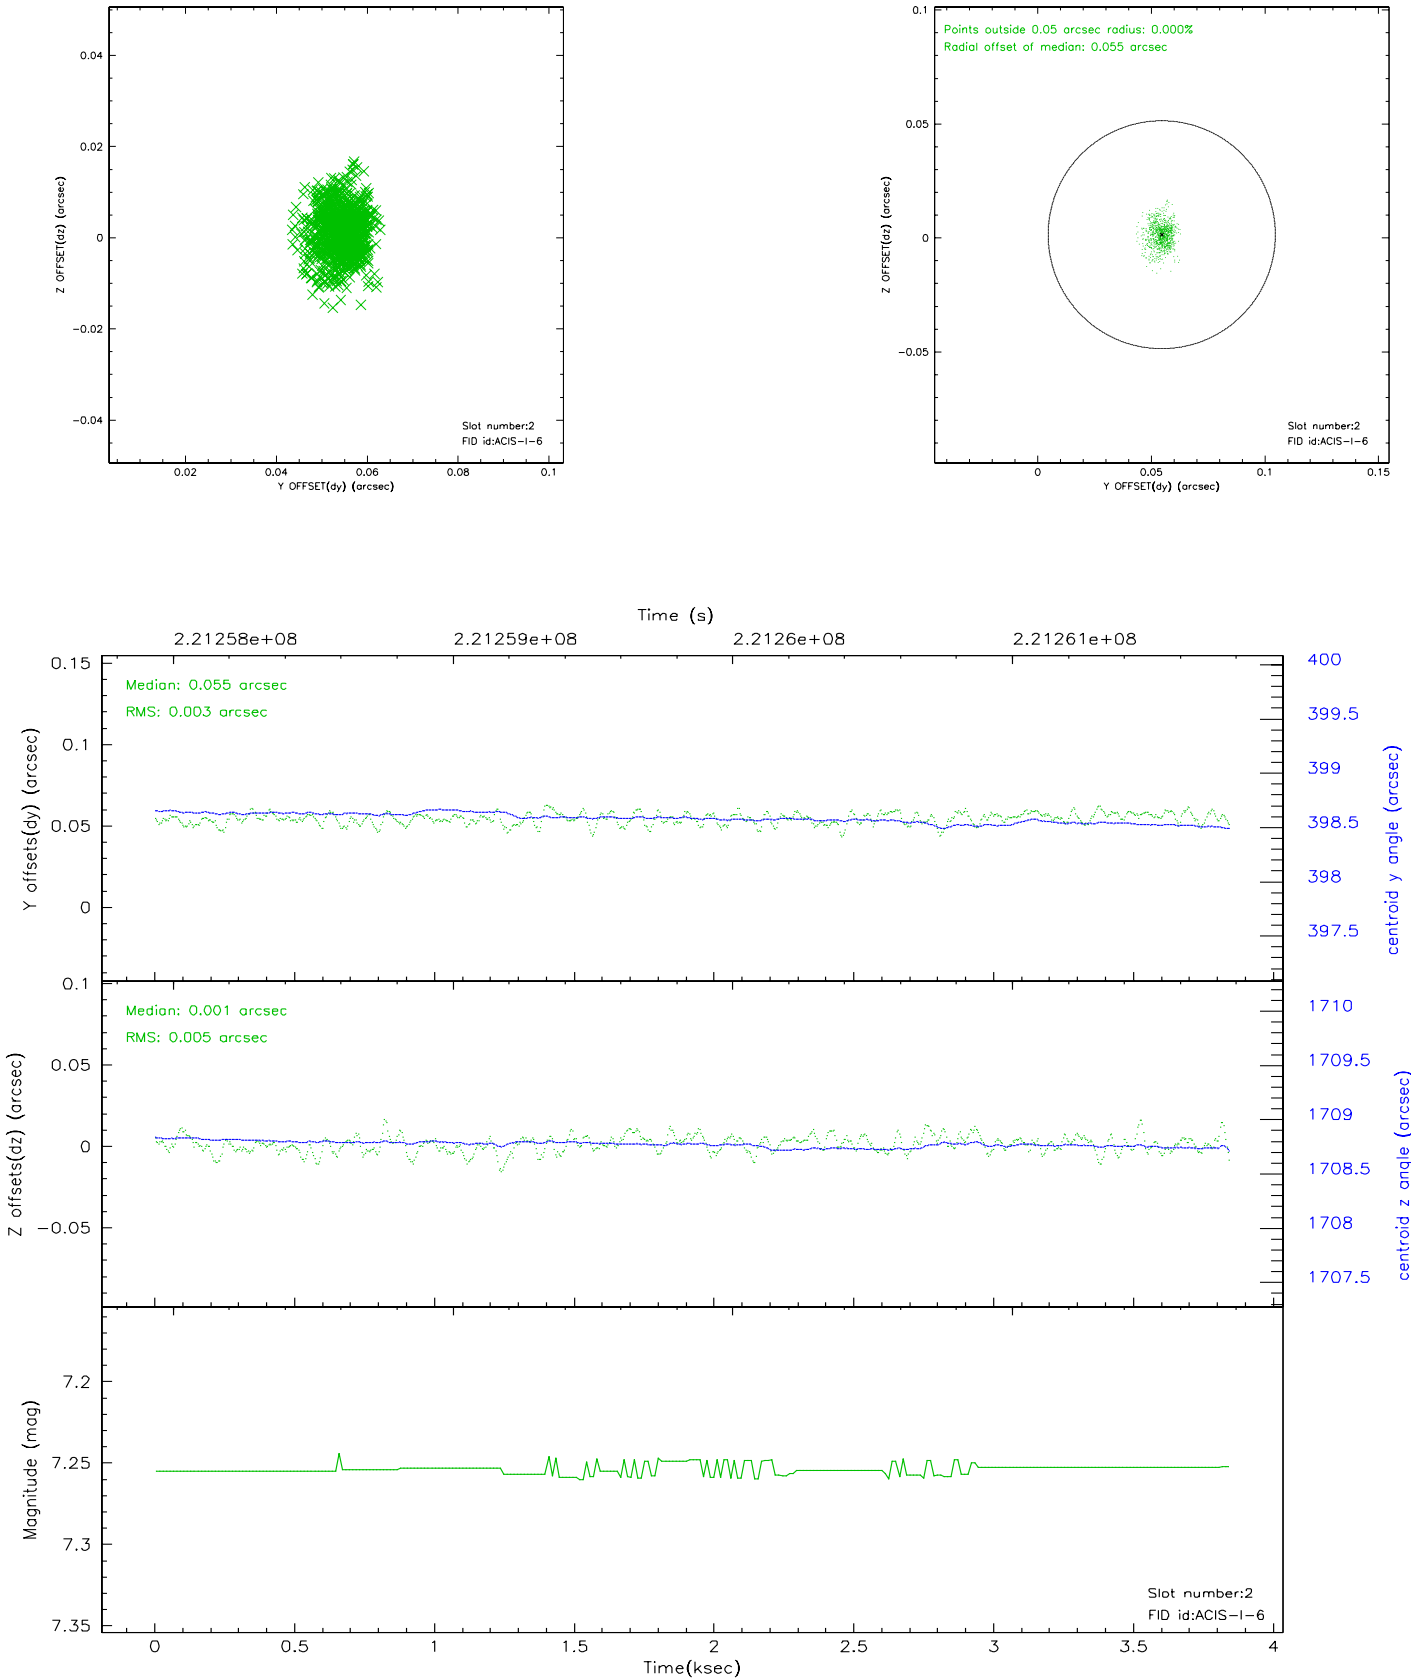 0.04
0.02
0
−0.02
−0.04
Z OFFSET(dz) (arcsec)
Slot number:2
FID id:ACIS−I−6
0.02 0.04 0.06 0.08 0.1
Y OFFSET(dy) (arcsec)
Points outside 0.05 arcsec radius: 0.000%
Radial offset of median: 0.055 arcsec
0.1
0.05
0
−0.05
Z OFFSET(dz) (arcsec)
Slot number:2
FID id:ACIS−I−6
0 0.05 0.1 0.15
Y OFFSET(dy) (arcsec)
Time (s)
2.21258e+08 2.21259e+08 2.2126e+08 2.21261e+08
Median: 0.055 arcsec
RMS: 0.003 arcsec
0.15
0.1
0.05
0
Y offsets(dy) (arcsec)
400
399.5
399
398.5
398
397.5
centroid y angle (arcsec)
Median: 0.001 arcsec
RMS: 0.005 arcsec
0.1
0.05
0
−0.05
Z offsets(dz) (arcsec)
1710
1709.5
1709
1708.5
1708
1707.5
centroid z angle (arcsec)
7.2
7.25
7.3
7.35
Magnitude (mag)
Slot number:2
FID id:ACIS−I−6
0 0.5 1 1.5 2 2.5 3 3.5 4
Time(ksec)